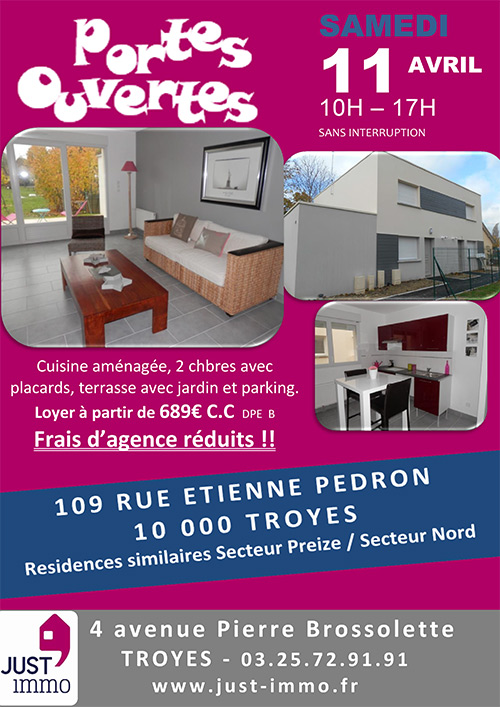 Portes
Ouvertes
SAMEDI
11 AVRIL
10H – 17H
SANS INTERRUPTION
Cuisine aménagée, 2 chbres avec
placards, terrasse avec jardin et parking.
Loyer à partir de 689€ C.C DPE B
Frais d’agence réduits !!
109 RUE ETIENNE PEDRON
10 000 TROYES
Residences similaires Secteur Preize / Secteur Nord
JUST
immo
4 avenue Pierre Brossolette
TROYES - 03.25.72.91.91
www.just-immo.fr